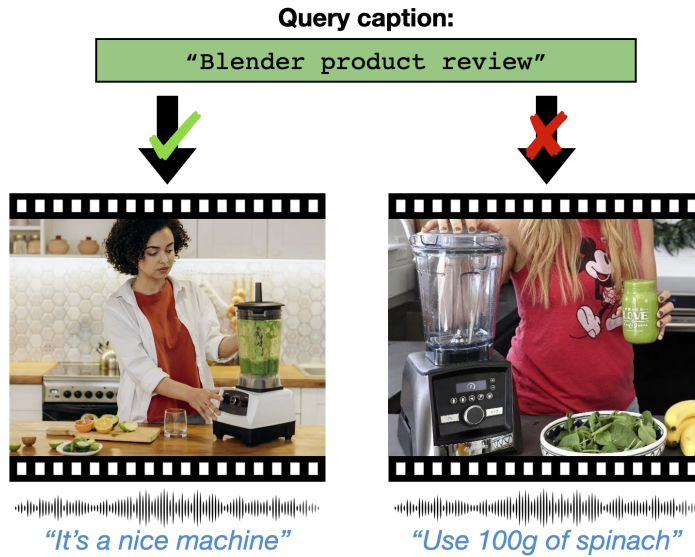 Query caption:
“Blender product review”
LOVE
“It’s a nice machine”
“Use 100g of spinach”